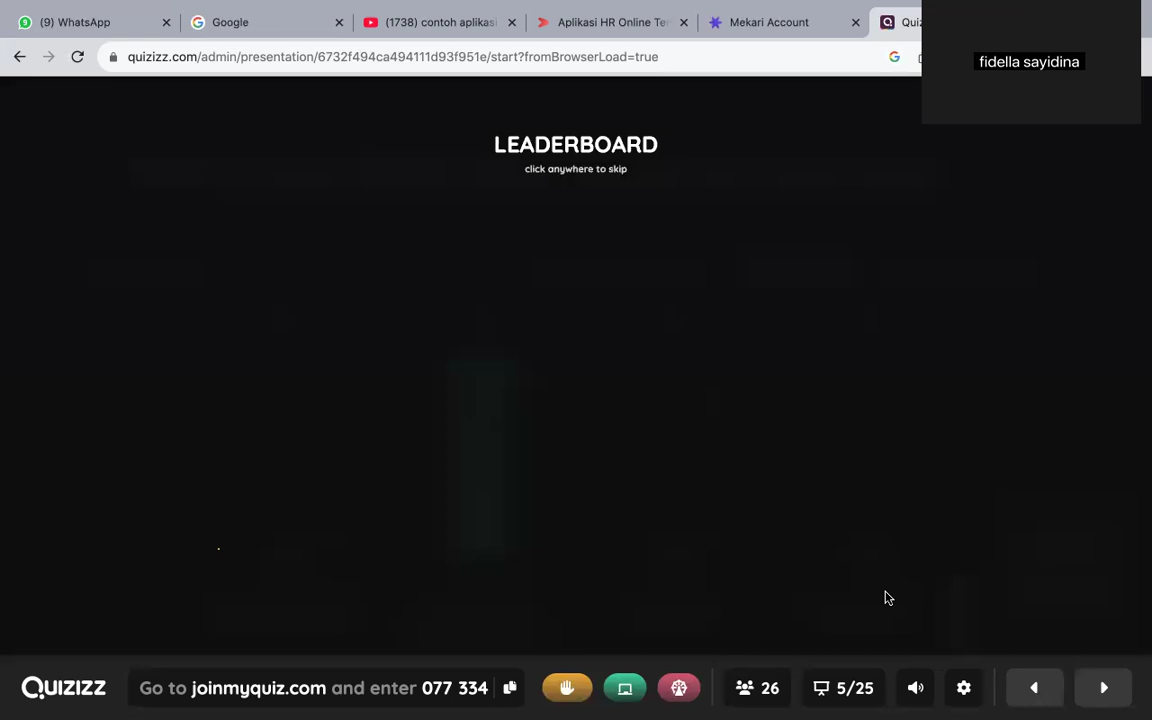 (9) WhatsApp
Google
(1738) contoh aplikasi
Aplikasi HR Online Ter
Mekari Account
Quiz
quizizz.com/admin/presentation/6732f494ca494111d93f951e/start?fromBrowserLoad=true
fidella sayidina
LEADERBOARD
click anywhere to skip
Quizizz
Go to joinmyquiz.com and enter 077 334
26
5/25